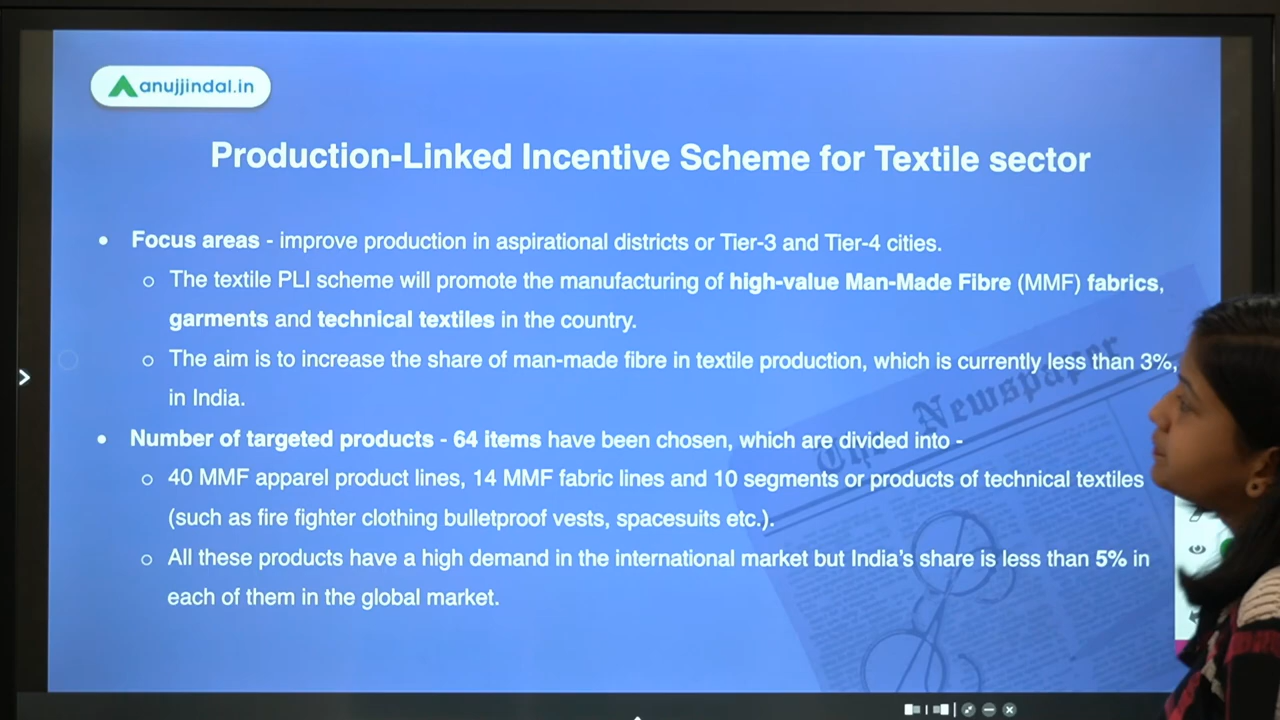 anujjindal.in
Production-Linked Incentive Scheme for Textile sector
• Focus areas - improve production in aspirational districts or Tier-3 and Tier-4 cities.
○ The textile PLI scheme will promote the manufacturing of high-value Man-Made Fibre (MMF) fabrics,
garments and technical textiles in the country.
○ The aim is to increase the share of man-made fibre in textile production, which is currently less than 3%,
in India.
• Number of targeted products - 64 items have been chosen, which are divided into -
○ 40 MMF apparel product lines, 14 MMF fabric lines and 10 segments or products of technical textiles
(such as fire fighter clothing bulletproof vests, spacesuits etc.).
○ All these products have a high demand in the international market but India's share is less than 5% in
each of them in the global market.
The Newspaper